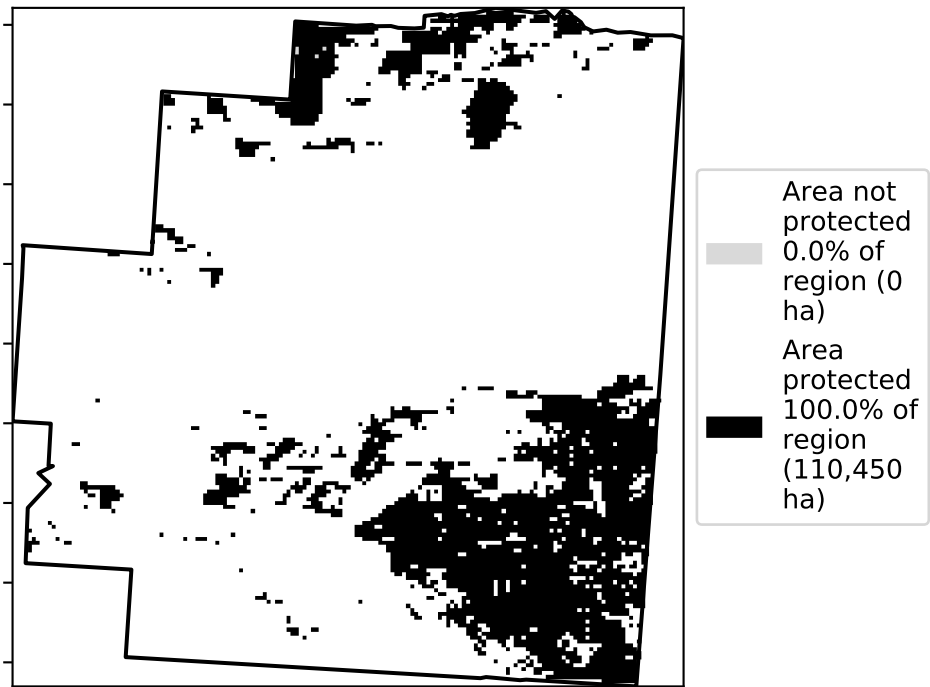 Area not
protected
0.0% of
region (0
ha)
Area
protected
100.0% of
region
(110,450
ha)